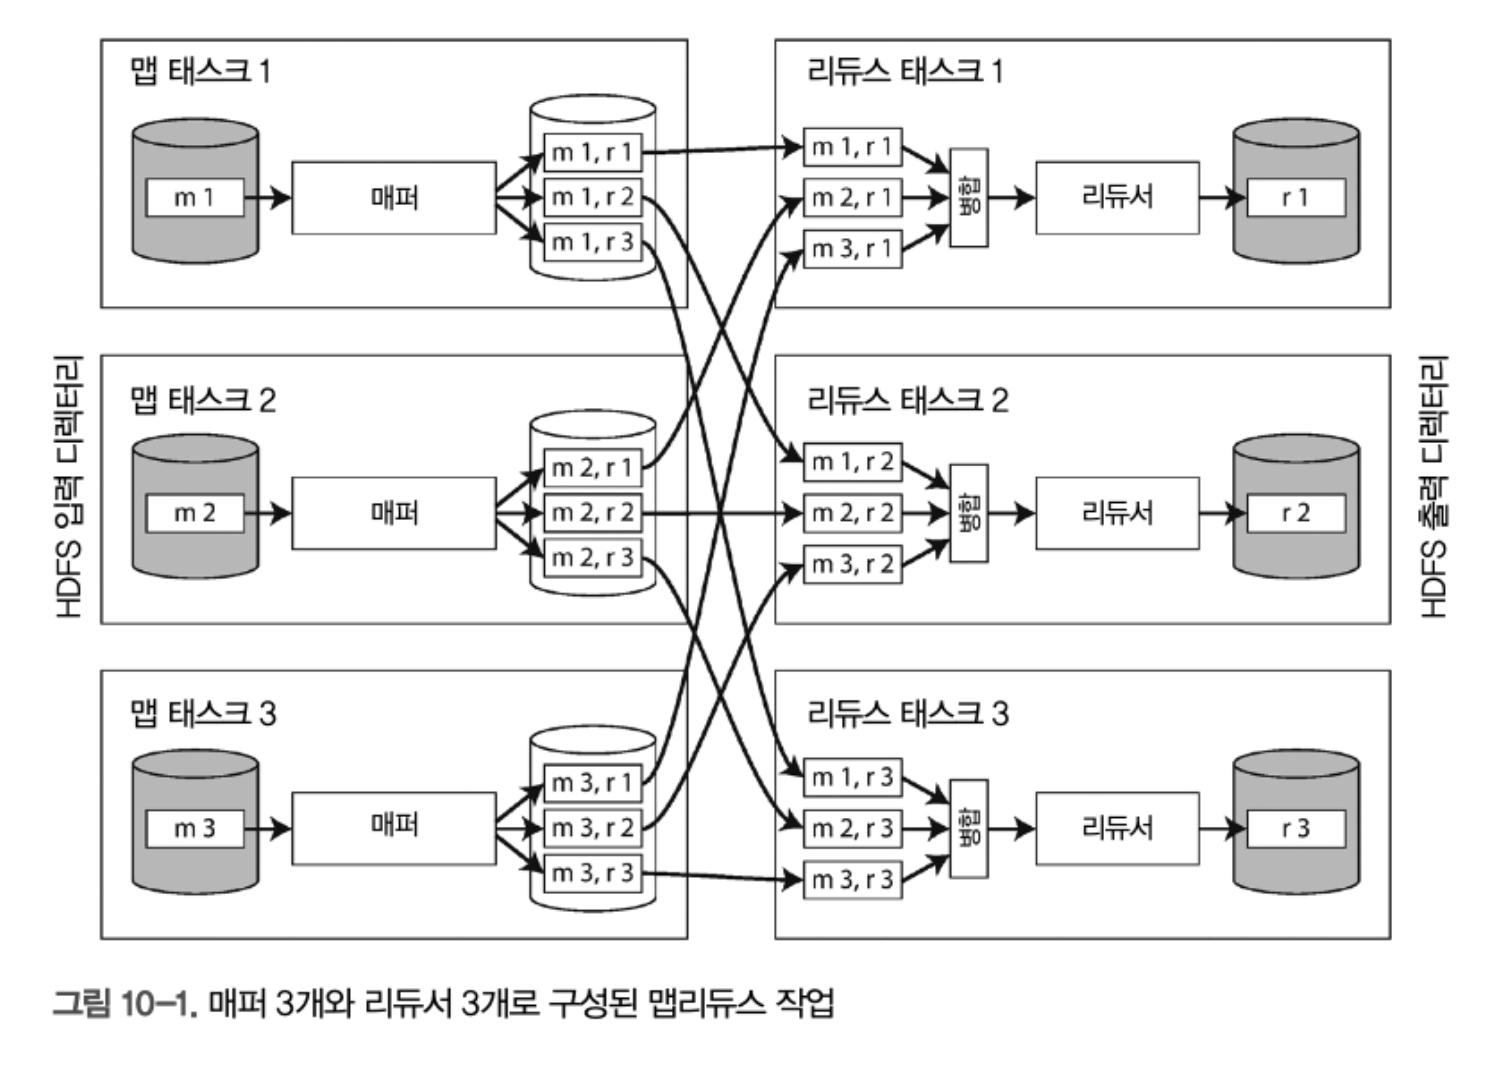 맵 태스크 1
m 1
매퍼
m 1, r 1
m 1, r 2
m 1, r 3
리듀스 태스크 1
m 1, r 1
m 2, r 1
m 3, r 1
병합
리듀서
r 1
HDFS 입력 디렉터리
맵 태스크 2
m 2
매퍼
m 2, r 1
m 2, r 2
m 2, r 3
리듀스 태스크 2
m 1, r 2
m 2, r 2
m 3, r 2
병합
리듀서
r 2
HDFS 출력 디렉터리
맵 태스크 3
m 3
매퍼
m 3, r 1
m 3, r 2
m 3, r 3
리듀스 태스크 3
m 1, r 3
m 2, r 3
m 3, r 3
병합
리듀서
r 3
그림 10-1. 매퍼 3개와 리듀서 3개로 구성된 맵리듀스 작업